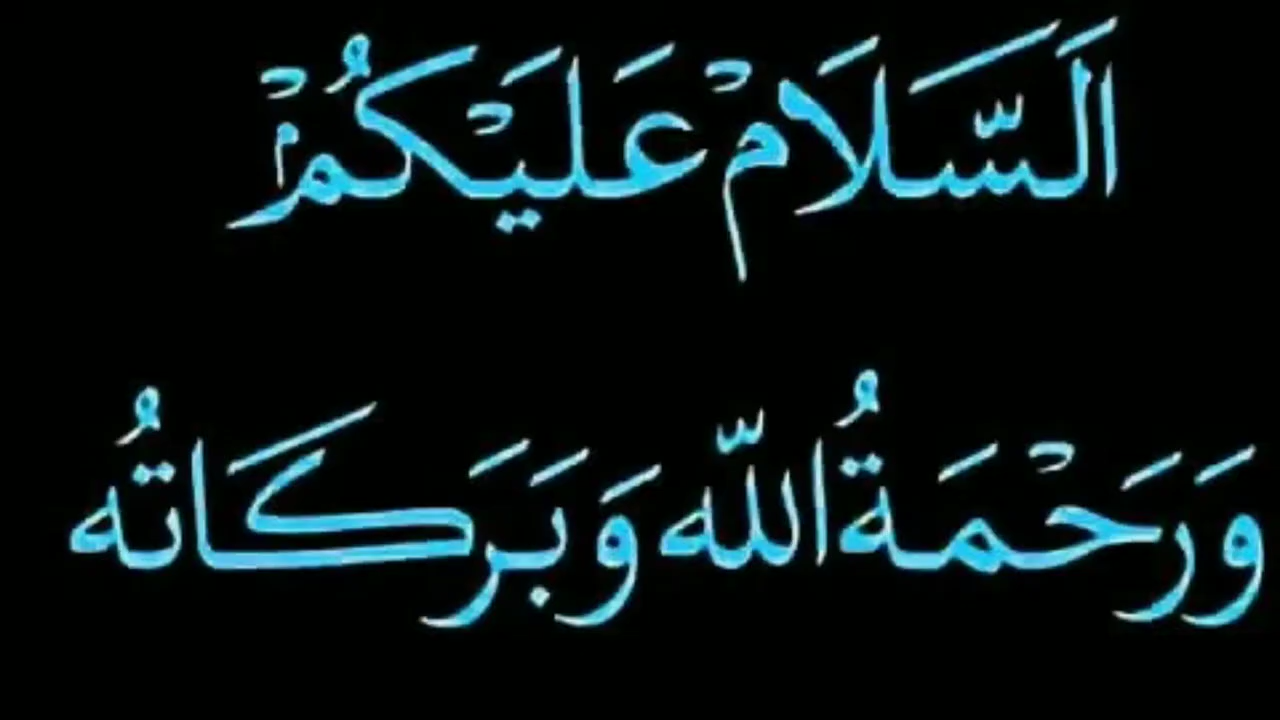 اَلسَّلَامْ عَلَيْكُمْ
وَرَحْمَةُ اللّه وَبَرَكَاتُه